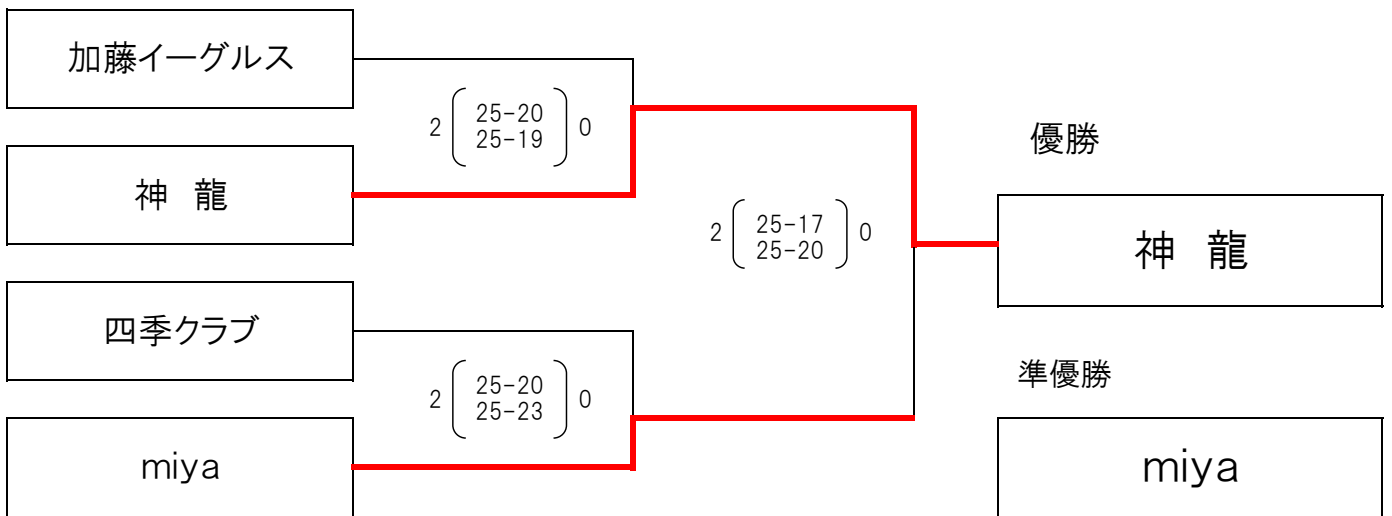 加藤イーグルス
2 ( 25-20 25-19 ) 0
神 龍
優勝
2 ( 25-17 25-20 ) 0
神 龍
四季クラブ
2 ( 25-20 25-23 ) 0
miya
準優勝
miya